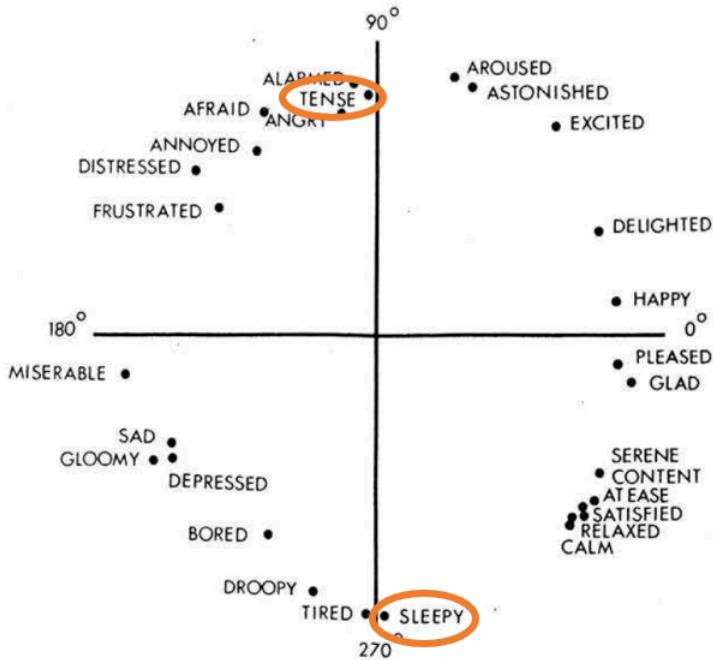 90°
ALARMED
AROUSED
TENSE
ASTONISHED
AFRAID
ANGRY
EXCITED
ANNOYED
DISTRESSED
FRUSTRATED
DELIGHTED
HAPPY
180°
0°
PLEASED
MISERABLE
GLAD
SAD
SERENE
GLOOMY
CONTENT
DEPRESSED
AT EASE
SATISFIED
BORED
RELAXED
CALM
DROOPY
TIRED
SLEEPY
270°